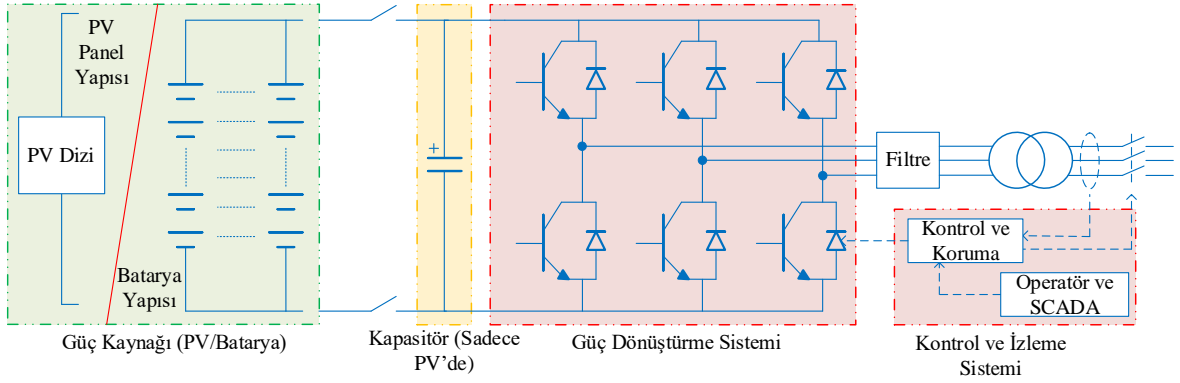 PV
Panel
Yapısı
PV Dizi
Batarya
Yapısı
Güç Kaynağı (PV/Batarya)
+
Kapasitör (Sadece
PV’de)
Güç Dönüştürme Sistemi
Filtre
Kontrol ve
Koruma
Operatör ve
SCADA
Kontrol ve İzleme
Sistemi